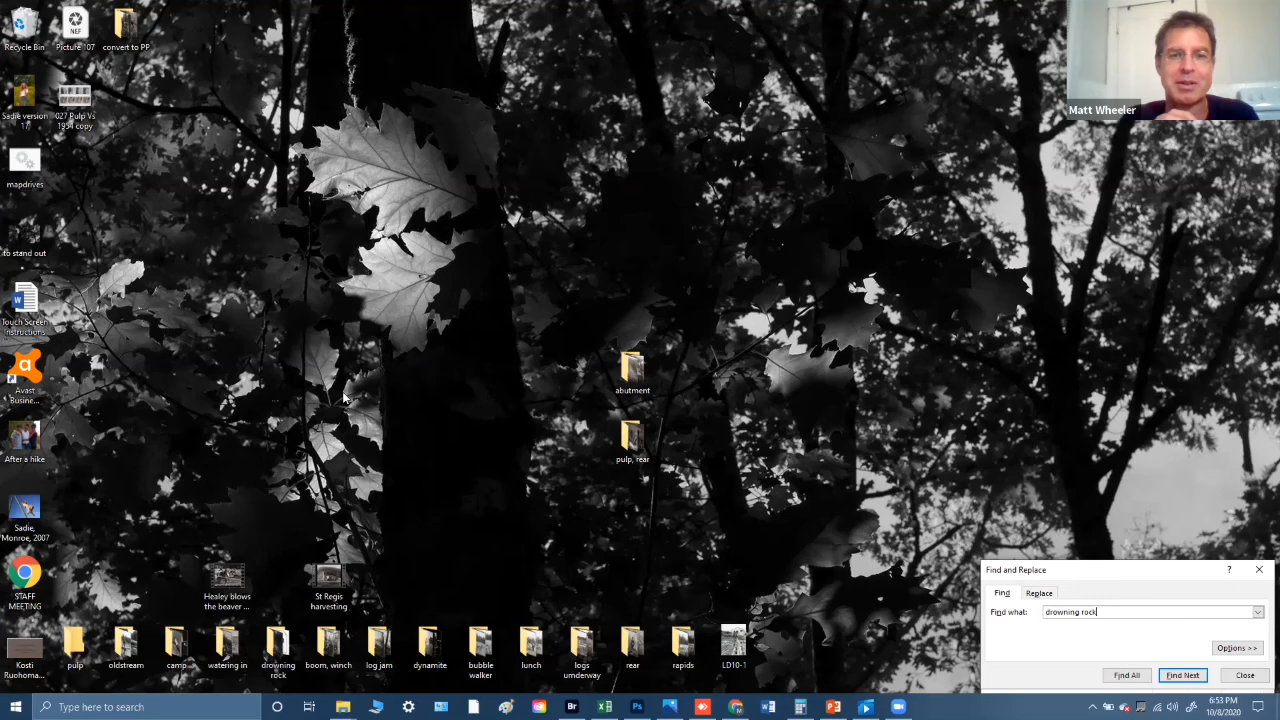 Recycle Bin
Picture 107
convert to PP
NEF
Sadie version
17
027 Pulp Vs
1954 copy
mapdrives
to stand out
Touch Screen
Instructions
Avast
Busine...
After a hike
Sadie,
Monroe, 2007
STAFF
MEETING
Healey blows
the beaver ...
St Regis
harvesting
abutment
pulp, rear
Kosti
Ruohoma...
pulp
oldstream
camp
watering in
drowning
rock
boom, winch
log jam
dynamite
bubble
walker
lunch
logs
umderway
rear
rapids
LD10-1
Matt Wheeler
Find and Replace
? ×
Find
Replace
Find what:
drowning rock
Options >>
Find All
Find Next
Close
Type here to search
6:53 PM
10/8/2020